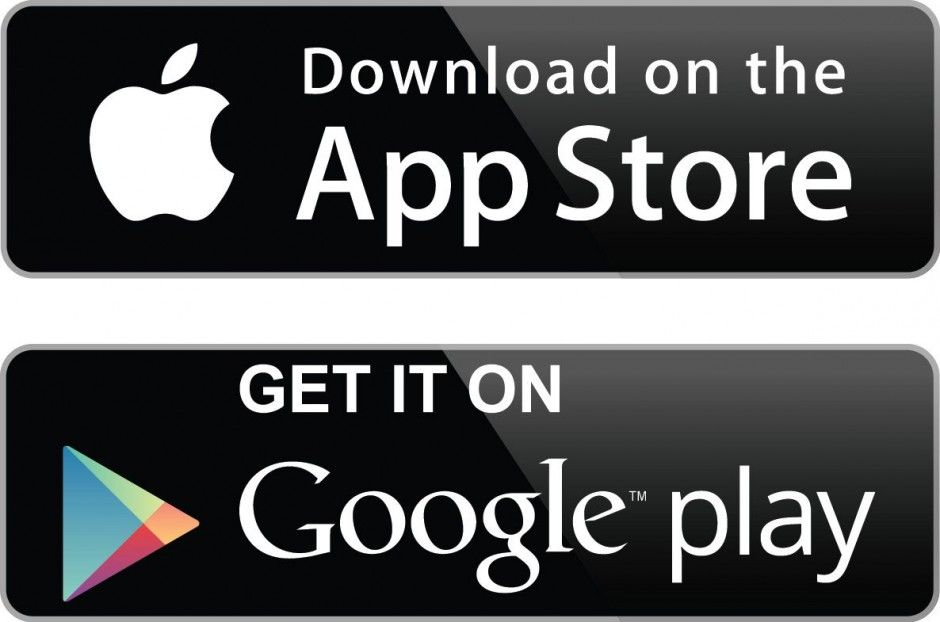 Download on the
App Store
GET IT ON
Google™ play